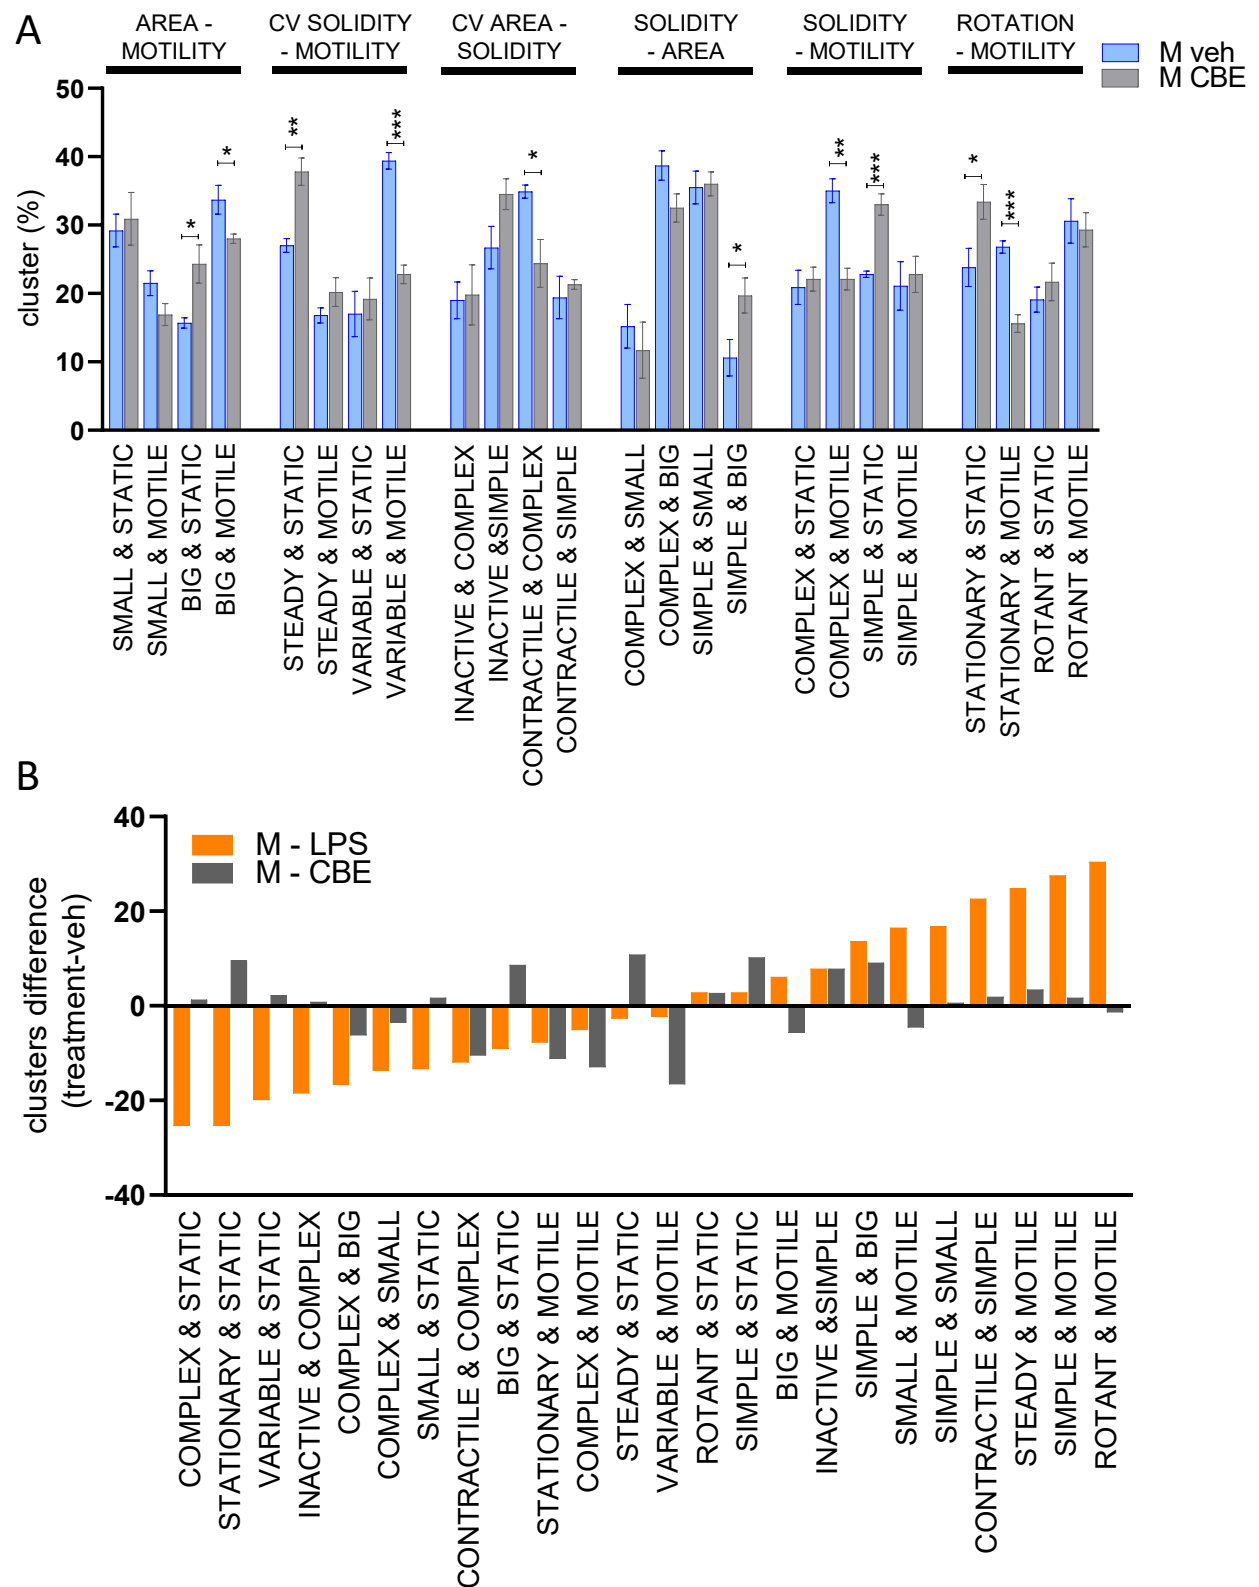 A
AREA -
MOTILITY
CV SOLIDITY
- MOTILITY
CV AREA -
SOLIDITY
SOLIDITY
- AREA
SOLIDITY
- MOTILITY
ROTATION
- MOTILITY
M veh
M CBE
cluster (%)
50
40
30
20
10
0
*
*
**
***
*
*
**
***
*
***
SMALL & STATIC
SMALL & MOTILE
BIG & STATIC
BIG & MOTILE
STEADY & STATIC
STEADY & MOTILE
VARIABLE & STATIC
VARIABLE & MOTILE
INACTIVE & COMPLEX
INACTIVE &SIMPLE
CONTRACTILE & COMPLEX
CONTRACTILE & SIMPLE
COMPLEX & SMALL
COMPLEX & BIG
SIMPLE & SMALL
SIMPLE & BIG
COMPLEX & STATIC
COMPLEX & MOTILE
SIMPLE & STATIC
SIMPLE & MOTILE
STATIONARY & STATIC
STATIONARY & MOTILE
ROTANT & STATIC
ROTANT & MOTILE
B
M - LPS
M - CBE
clusters difference
(treatment-veh)
40
20
0
-20
-40
COMPLEX & STATIC
STATIONARY & STATIC
VARIABLE & STATIC
INACTIVE & COMPLEX
COMPLEX & BIG
COMPLEX & SMALL
SMALL & STATIC
CONTRACTILE & COMPLEX
BIG & STATIC
STATIONARY & MOTILE
COMPLEX & MOTILE
STEADY & STATIC
VARIABLE & MOTILE
ROTANT & STATIC
SIMPLE & STATIC
BIG & MOTILE
INACTIVE &SIMPLE
SIMPLE & BIG
SMALL & MOTILE
SIMPLE & SMALL
CONTRACTILE & SIMPLE
STEADY & MOTILE
SIMPLE & MOTILE
ROTANT & MOTILE